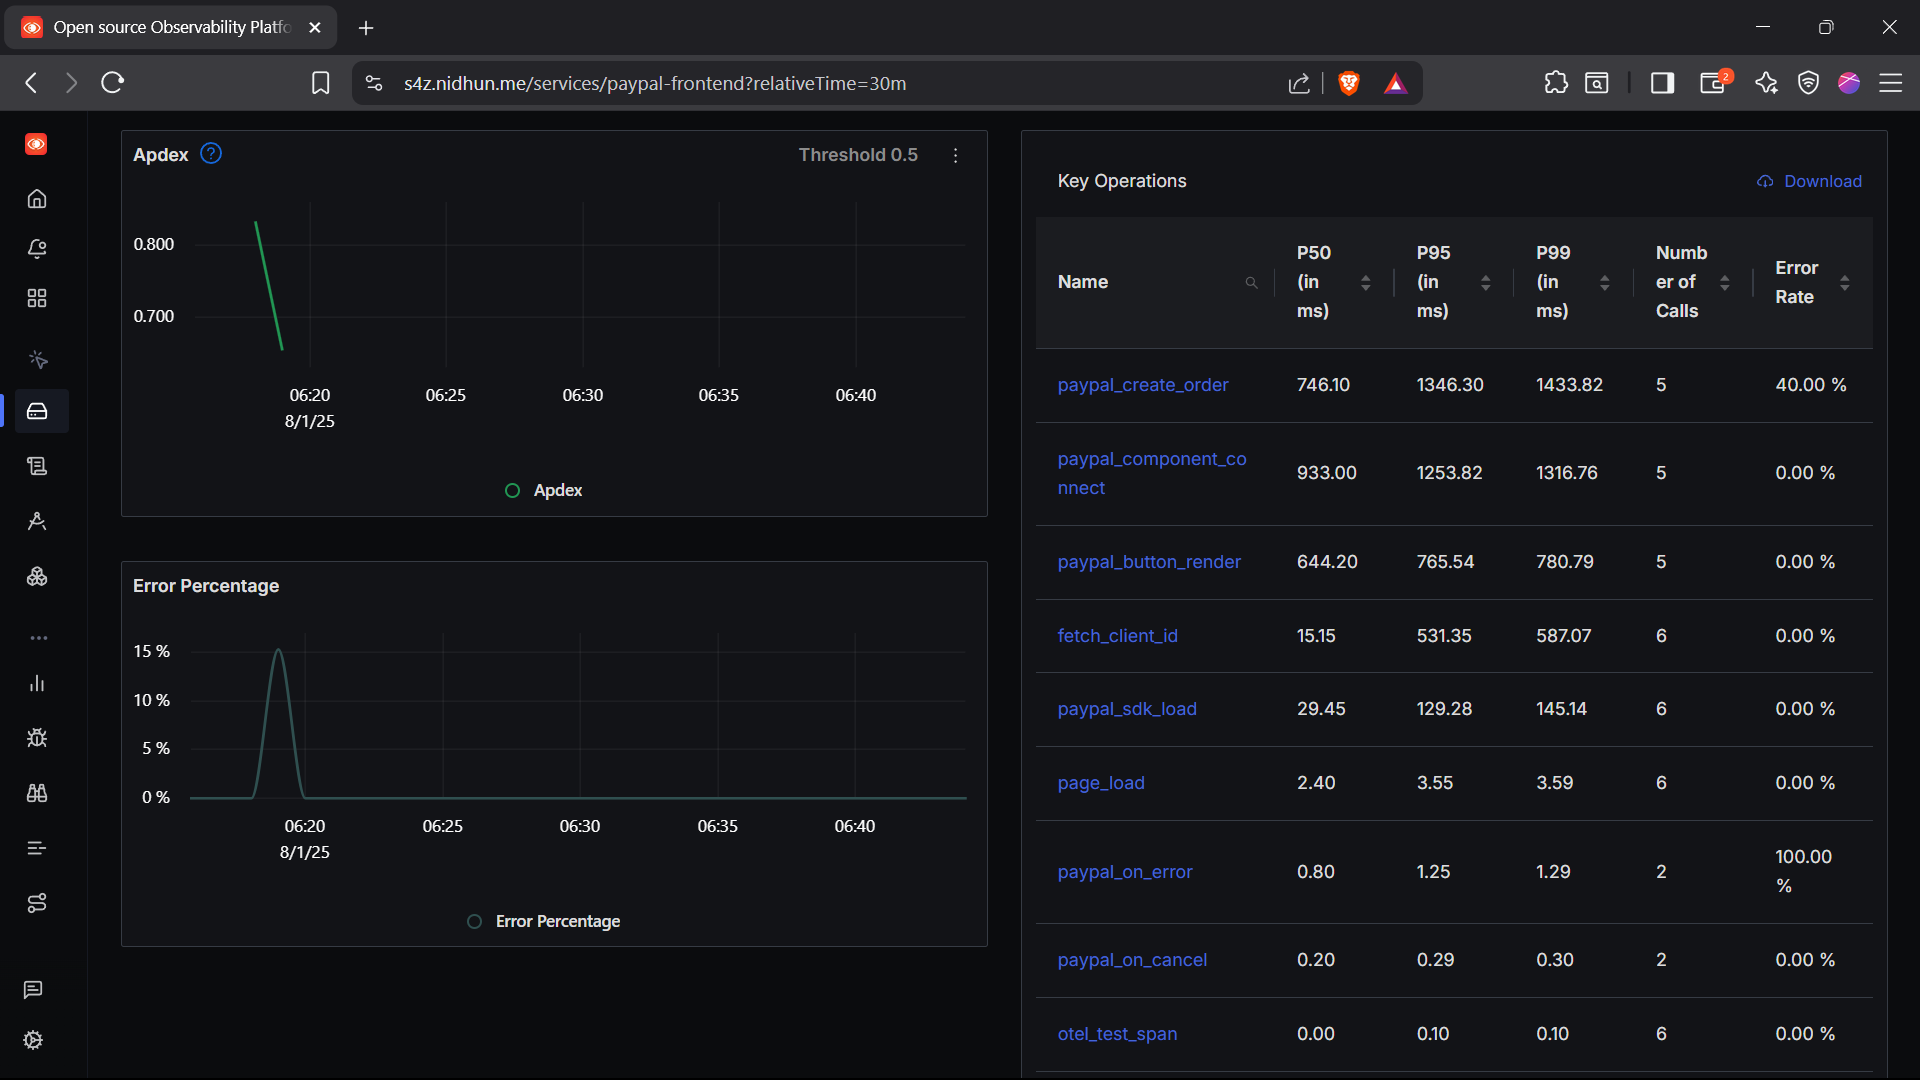 Open source Observability Platfo
s4z.nidhun.me/services/paypal-frontend?relativeTime=30m
2
Apdex
Threshold 0.5
0.800
0.700
06:20
06:25
06:30
06:35
06:40
8/1/25
Apdex
Error Percentage
15 %
10 %
5 %
0 %
06:20
06:25
06:30
06:35
06:40
8/1/25
Error Percentage
Key Operations
Download
Name
P50
(in
ms)
P95
(in
ms)
P99
(in
ms)
Numb
er of
Calls
Error
Rate
paypal_create_order 746.10 1346.30 1433.82 5 40.00 %
paypal_component_co
nnect
933.00 1253.82 1316.76 5 0.00 %
paypal_button_render 644.20 765.54 780.79 5 0.00 %
fetch_client_id 15.15 531.35 587.07 6 0.00 %
paypal_sdk_load 29.45 129.28 145.14 6 0.00 %
page_load 2.40 3.55 3.59 6 0.00 %
paypal_on_error 0.80 1.25 1.29 2
100.00
%
paypal_on_cancel 0.20 0.29 0.30 2 0.00 %
otel_test_span 0.00 0.10 0.10 6 0.00 %